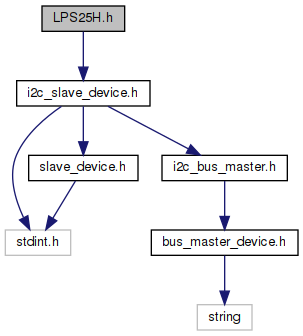 LPS25H.h
i2c_slave_device.h
slave_device.h
i2c_bus_master.h
stdint.h
bus_master_device.h
string